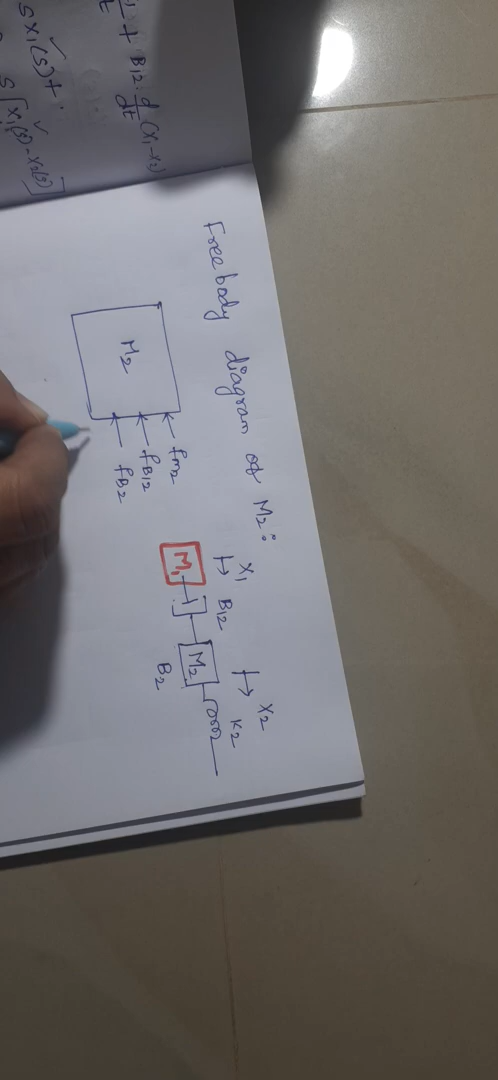 + B12 d/dt (x1-x2)
SX1(S) +
S[X1(S)-X2(S)]
Free body diagram of M2:
M2
fm2
fB12
fB2
X1
X2
B12
K2
M1
M2
B2